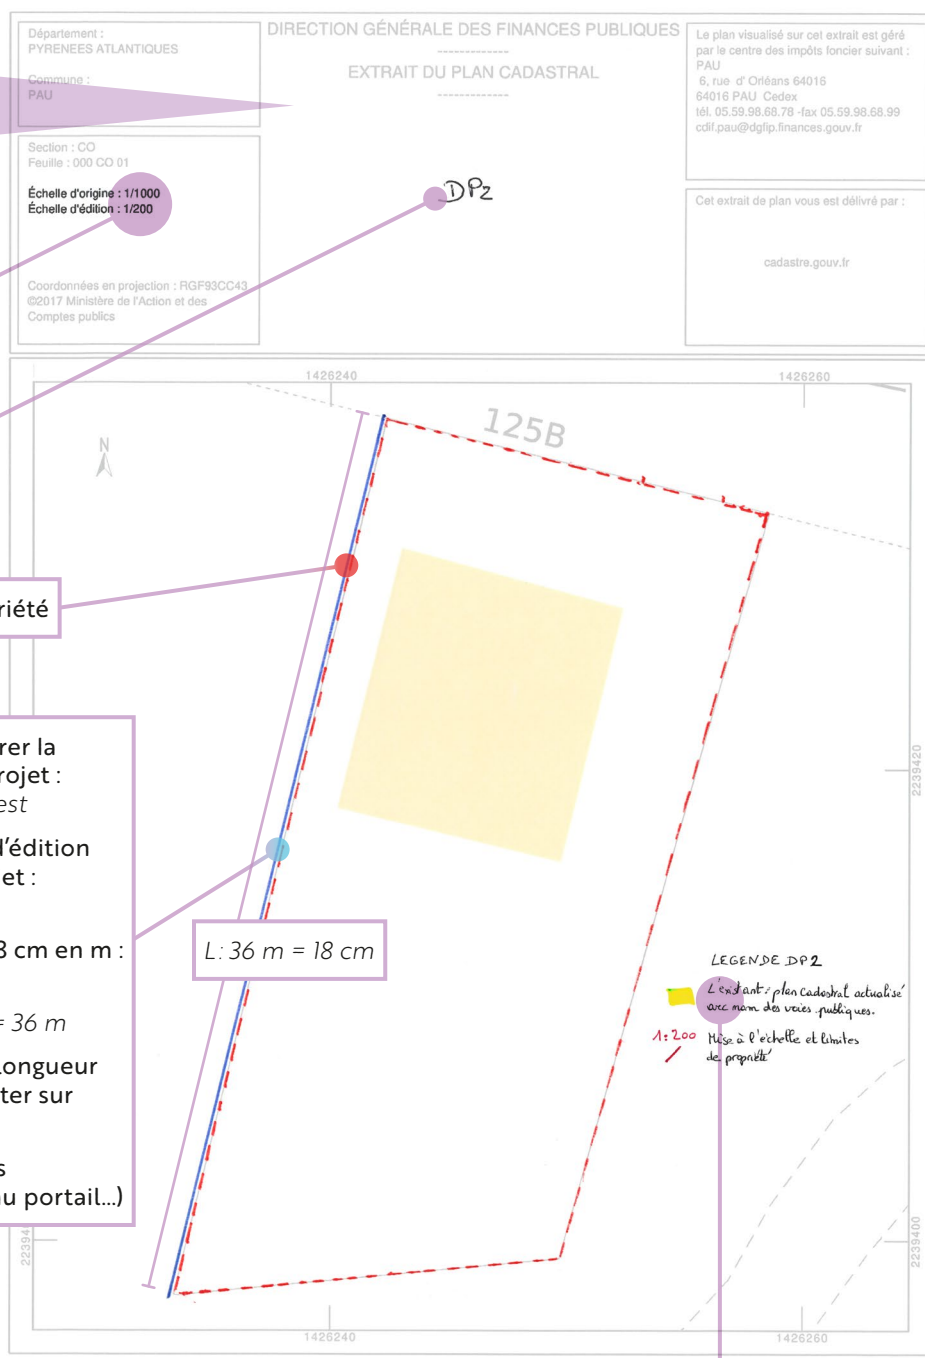 Département :
PYRENEES ATLANTIQUES
Commune :
PAU
DIRECTION GÉNÉRALE DES FINANCES PUBLIQUES
-------------
EXTRAIT DU PLAN CADASTRAL
-------------
Le plan visualisé sur cet extrait est géré
par le centre des impôts foncier suivant :
PAU
6, rue d' Orléans 64016
64016 PAU Cedex
tél. 05.59.98.68.78 -fax 05.59.98.68.99
cdif.pau@dgfip.finances.gouv.fr
Section : CO
Feuille : 000 CO 01
Échelle d'origine : 1/1000
Échelle d'édition : 1/200
Coordonnées en projection : RGF93CC43
©2017 Ministère de l'Action et des
Comptes publics
DP2
Cet extrait de plan vous est délivré par :
cadastre.gouv.fr
1426240
1426260
125B
N
riété
rer la
rojet :
est
d'édition
et :
cm en m :
= 36 m
longueur
ter sur
s
au portail...)
L: 36 m = 18 cm
2239420
LEGENDE DP2
L'existant : plan cadastral actualisé
avec nom des voies publiques.
1:200 Mise à l'échelle et limites
de propriété
22394
2239400
1426240
1426260